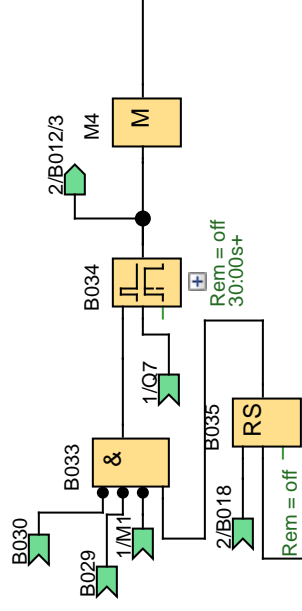 2/B012/3
M4
M
B034
Rem = off
30:00s+
1/Q7
B033
&
B035
RS
B030
B029
1/M1
2/B018
Rem = off